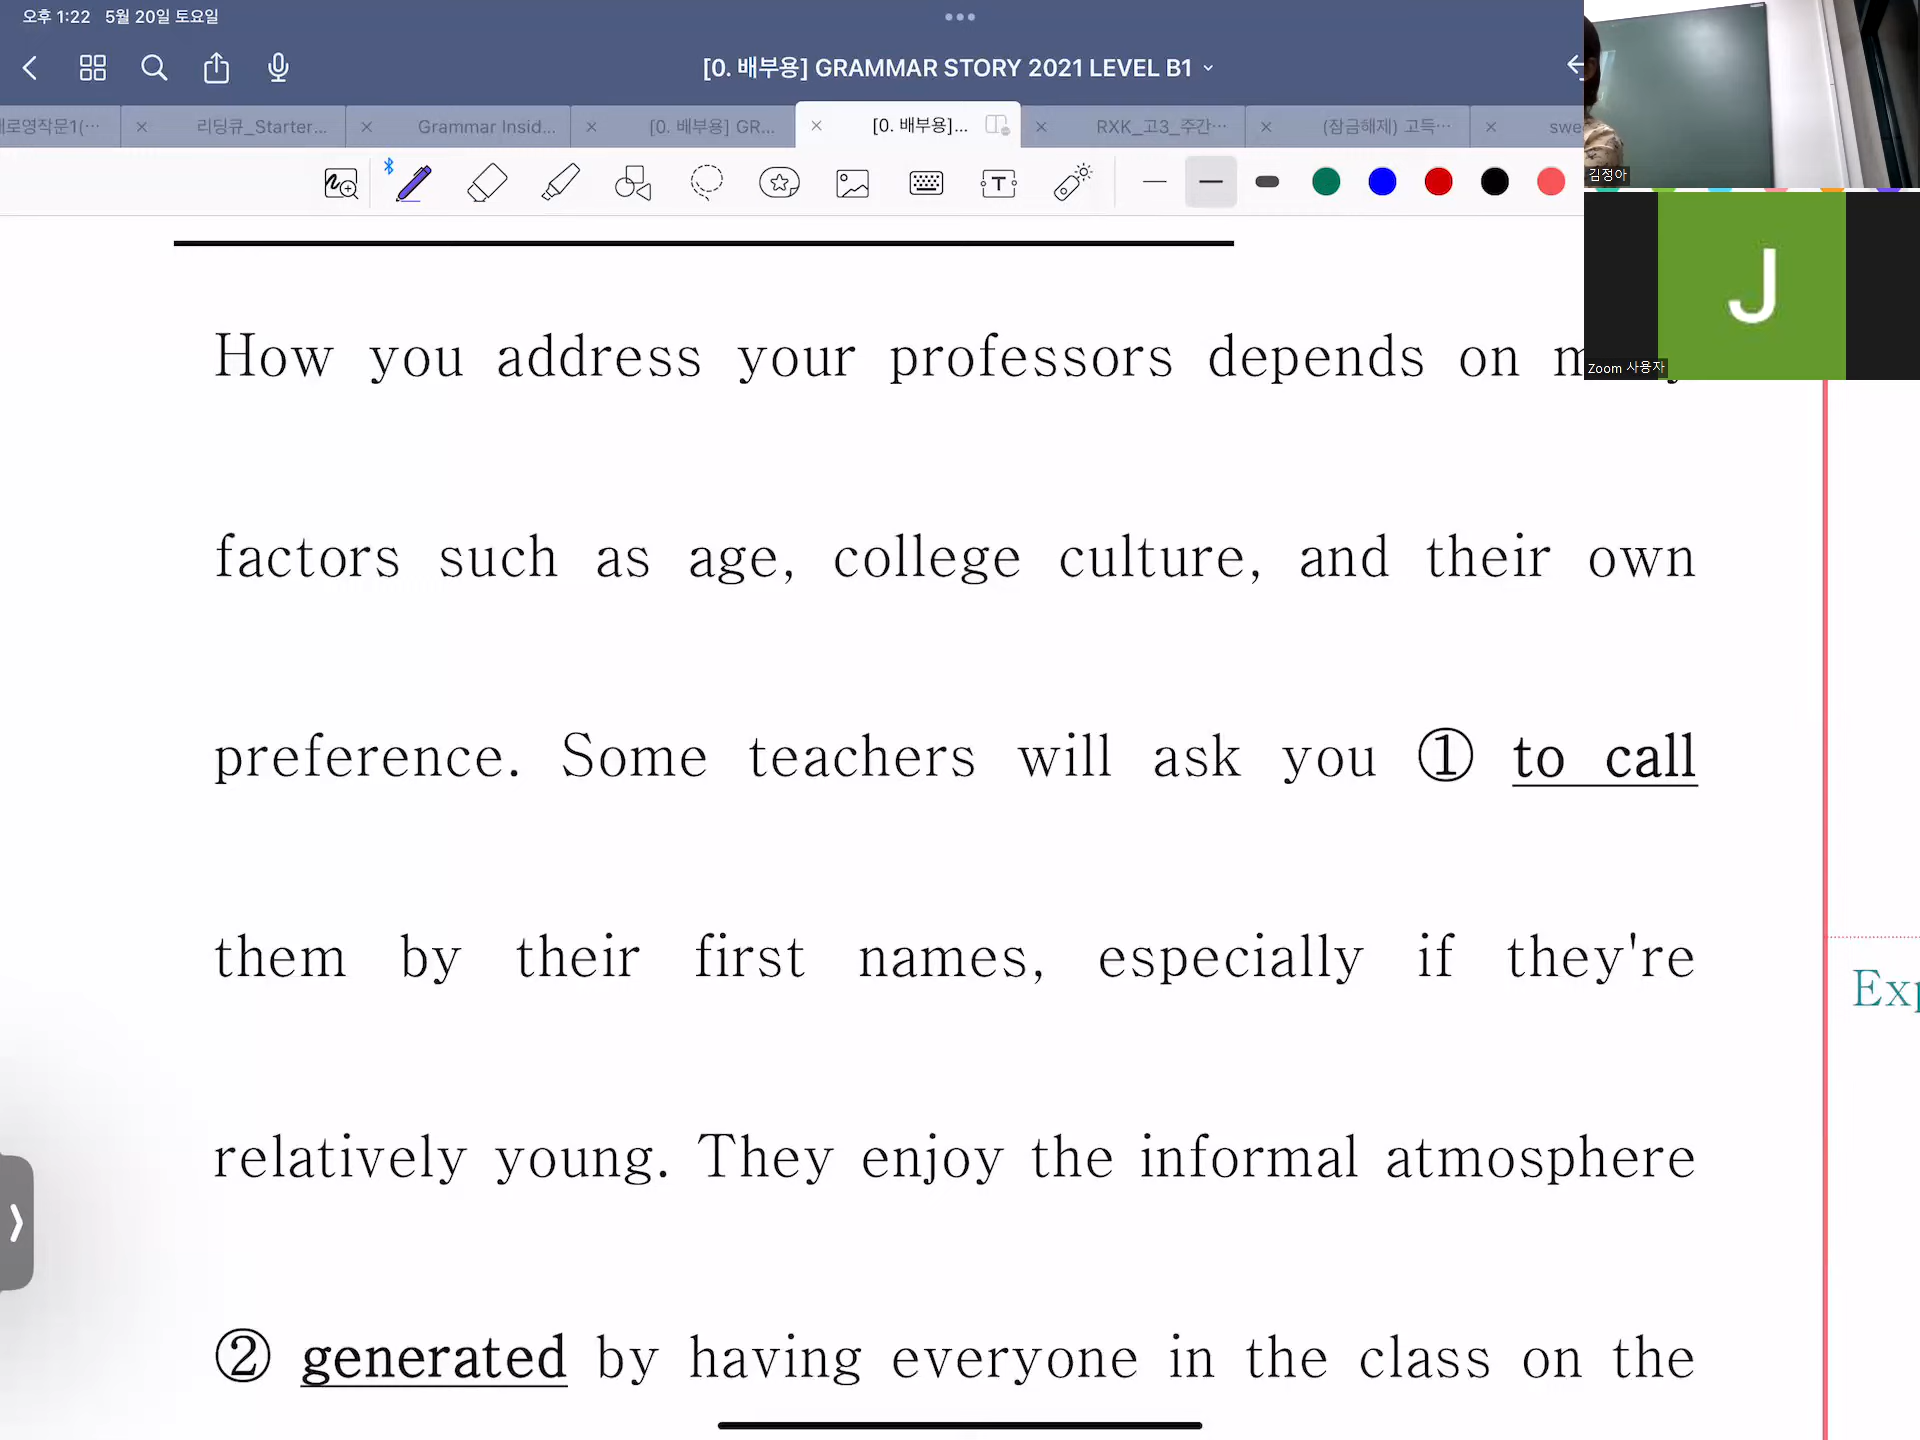 오후 1:22 5월 20일 토요일
[0. 배부용] GRAMMAR STORY 2021 LEVEL B1
리딩큐_Starter... Grammar Insid... [0. 배부용] GR... [0. 배부용]... RXK_고3_주간... (잠금해제) 고득...
김정아
J
Zoom 사용자
How you address your professors depends on
factors such as age, college culture, and their own
preference. Some teachers will ask you ① to call
them by their first names, especially if they're
relatively young. They enjoy the informal atmosphere
② generated by having everyone in the class on the